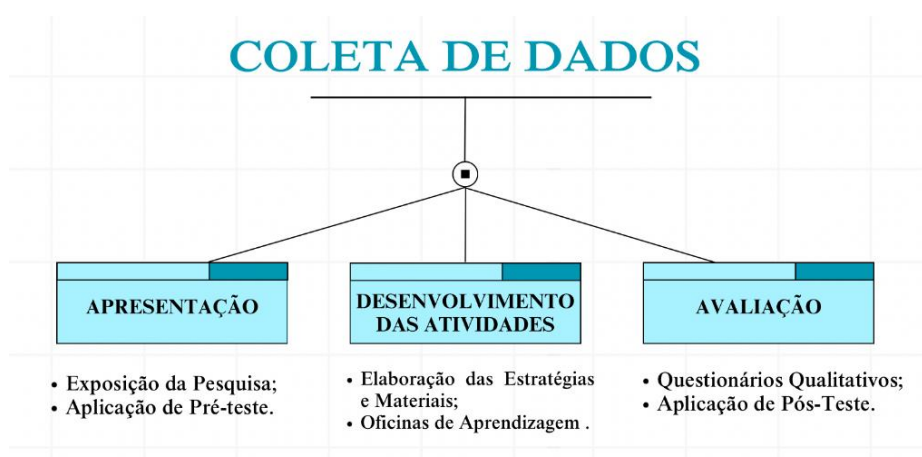 COLETA DE DADOS
APRESENTAÇÃO
• Exposição da Pesquisa;
• Aplicação de Pré-teste.
DESENVOLVIMENTO
DAS ATIVIDADES
• Elaboração das Estratégias
e Materiais;
• Oficinas de Aprendizagem .
AVALIAÇÃO
• Questionários Qualitativos;
• Aplicação de Pós-Teste.